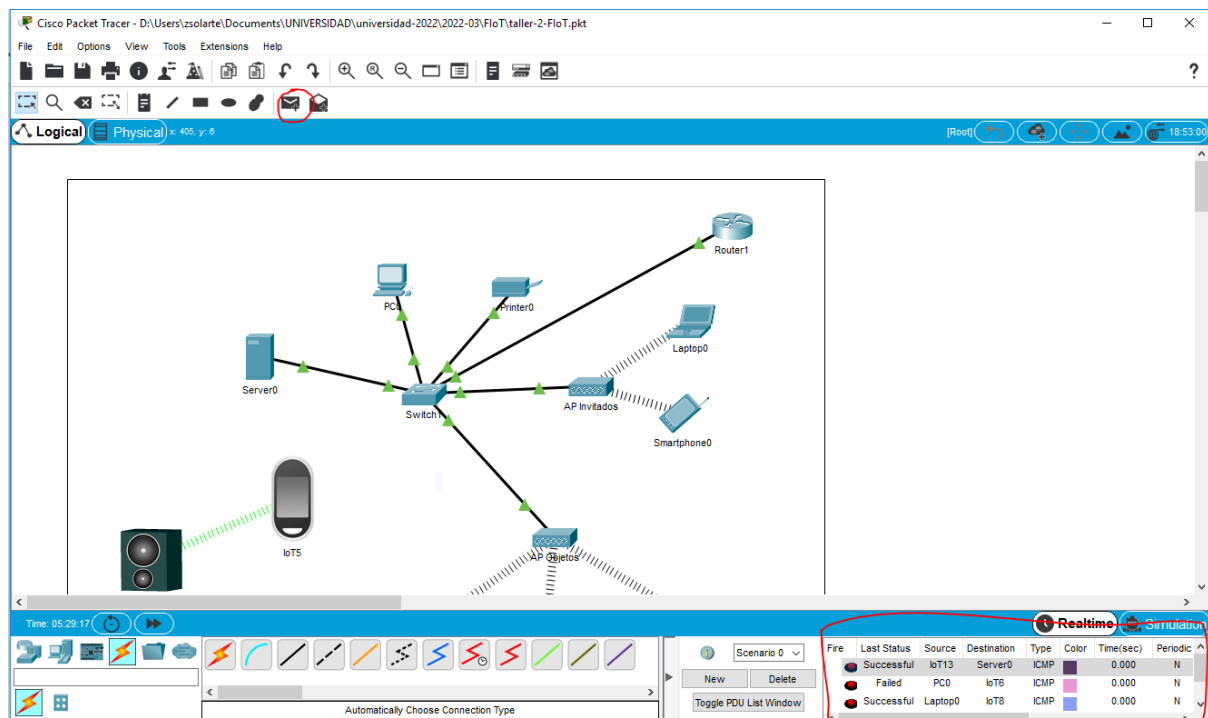 Cisco Packet Tracer - D:\Users\zsolarte\Documents\UNIVERSIDAD\universidad-2022\2022-03\FIoT\taller-2-FIoT.pkt
File Edit Options View Tools Extensions Help
?
Logical Physical x: 405, y: 6 [Root] 18:53:00
Router1
PC0
Printer0
Laptop0
Server0
Switch1
AP Invitados
Smartphone0
IoT5
AP Objetos
Time: 05:29:17 Realtime Simulation
Scenario 0
New Delete
Toggle PDU List Window
Automatically Choose Connection Type
Fire Last Status Source Destination Type Color Time(sec) Periodic
Successful IoT13 Server0 ICMP 0.000 N
Failed PC0 IoT6 ICMP 0.000 N
Successful Laptop0 IoT8 ICMP 0.000 N